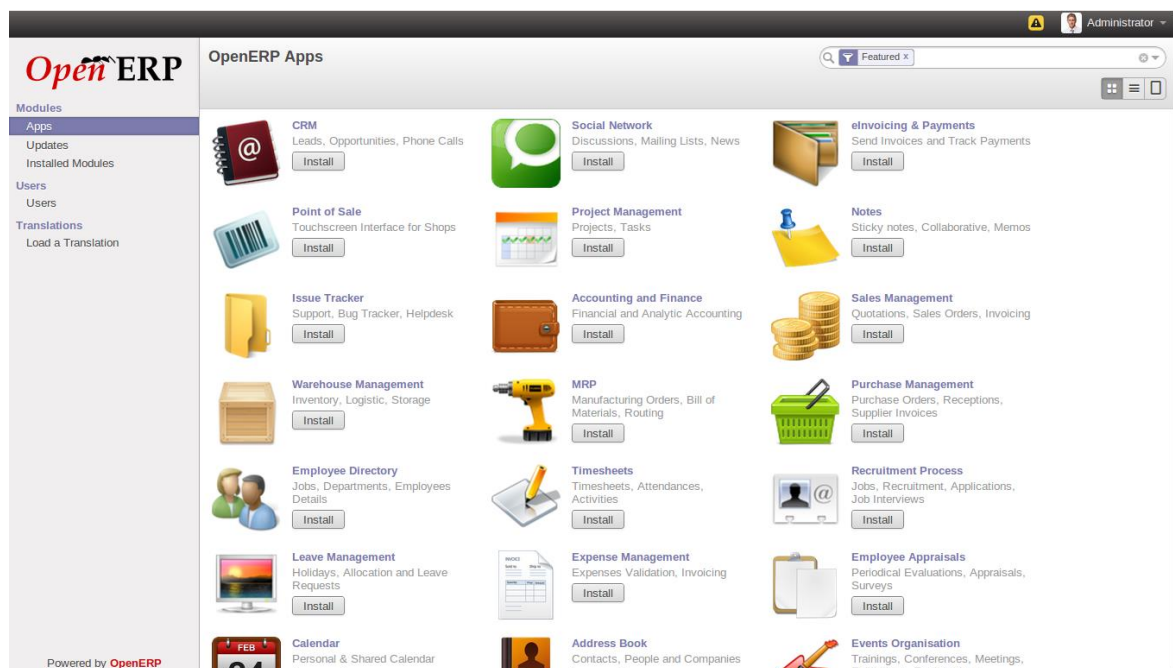 Administrator
OpenERP
OpenERP Apps
Featured x
Modules
Apps
Updates
Installed Modules
Users
Users
Translations
Load a Translation
CRM
Leads, Opportunities, Phone Calls
Install
Social Network
Discussions, Mailing Lists, News
Install
eInvoicing & Payments
Send Invoices and Track Payments
Install
Point of Sale
Touchscreen Interface for Shops
Install
Project Management
Projects, Tasks
Install
Notes
Sticky notes, Collaborative, Memos
Install
Issue Tracker
Support, Bug Tracker, Helpdesk
Install
Accounting and Finance
Financial and Analytic Accounting
Install
Sales Management
Quotations, Sales Orders, Invoicing
Install
Warehouse Management
Inventory, Logistic, Storage
Install
MRP
Manufacturing Orders, Bill of
Materials, Routing
Install
Purchase Management
Purchase Orders, Receptions,
Supplier Invoices
Install
Employee Directory
Jobs, Departments, Employees
Details
Install
Timesheets
Timesheets, Attendances,
Activities
Install
Recruitment Process
Jobs, Recruitment, Applications,
Job Interviews
Install
Leave Management
Holidays, Allocation and Leave
Requests
Install
INVOICE
Expense Management
Expenses Validation, Invoicing
Install
Employee Appraisals
Periodical Evaluations, Appraisals,
Surveys
Install
FEB
Calendar
Personal & Shared Calendar
Address Book
Contacts, People and Companies
Events Organisation
Trainings, Conferences, Meetings,
Powered by OpenERP